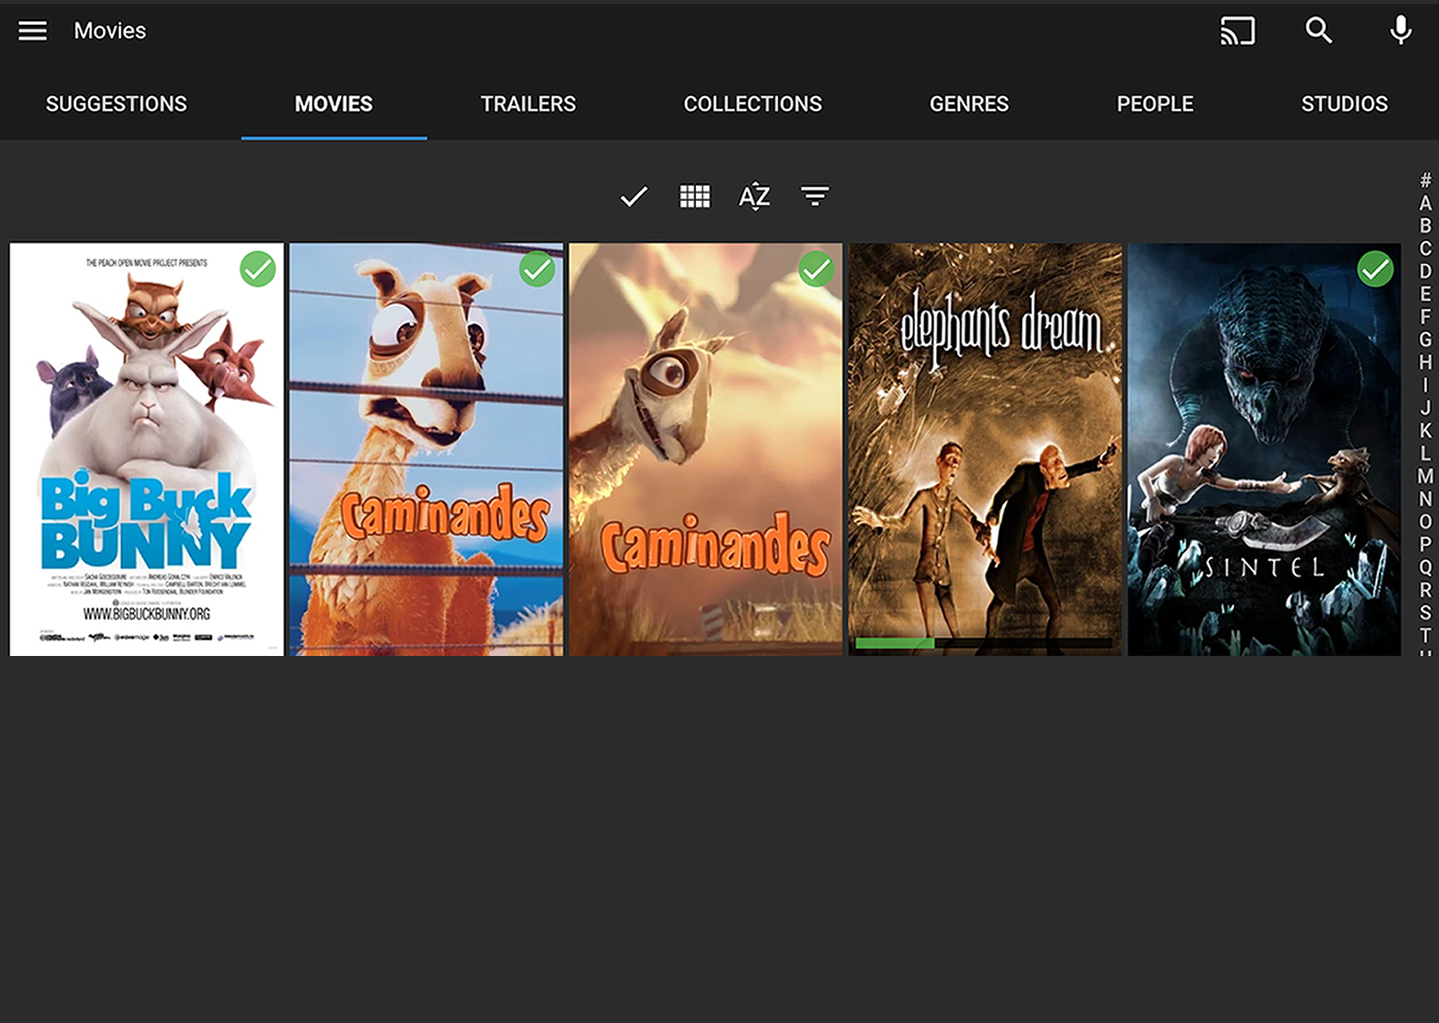 Movies
SUGGESTIONS
MOVIES
TRAILERS
COLLECTIONS
GENRES
PEOPLE
STUDIOS
AZ
THE PEACH OPEN MOVIE PROJECT PRESENTS
Big Buck
BUNNY
WWW.BIGBUCKBUNNY.ORG
caminandes
caminandes
elephants dream
SINTEL
#
A
B
C
D
E
F
G
H
I
J
K
L
M
N
O
P
Q
R
S
T